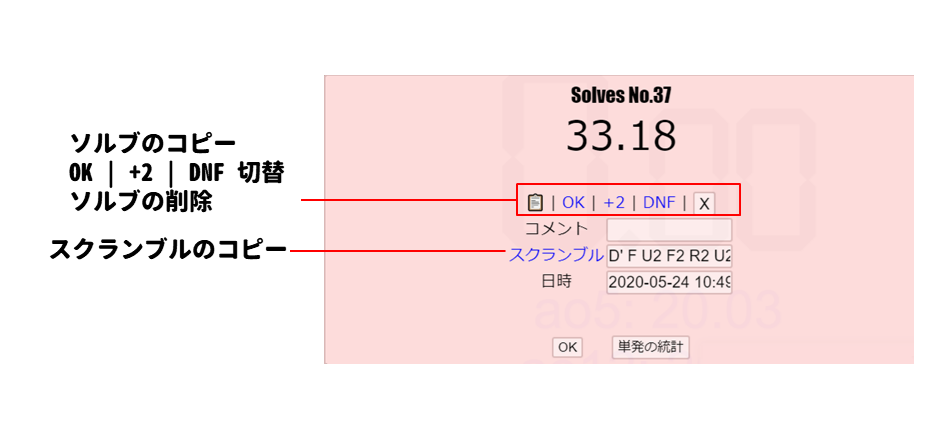 Solves No.37
33.18
ソルブのコピー
OK | +2 | DNF 切替
ソルブの削除
| OK | +2 | DNF | X
コメント
スクランブルのコピー
スクランブル D' F U2 F2 R2 U2
日時 2020-05-24 10:49
ao5: 20.03
OK 単発の統計